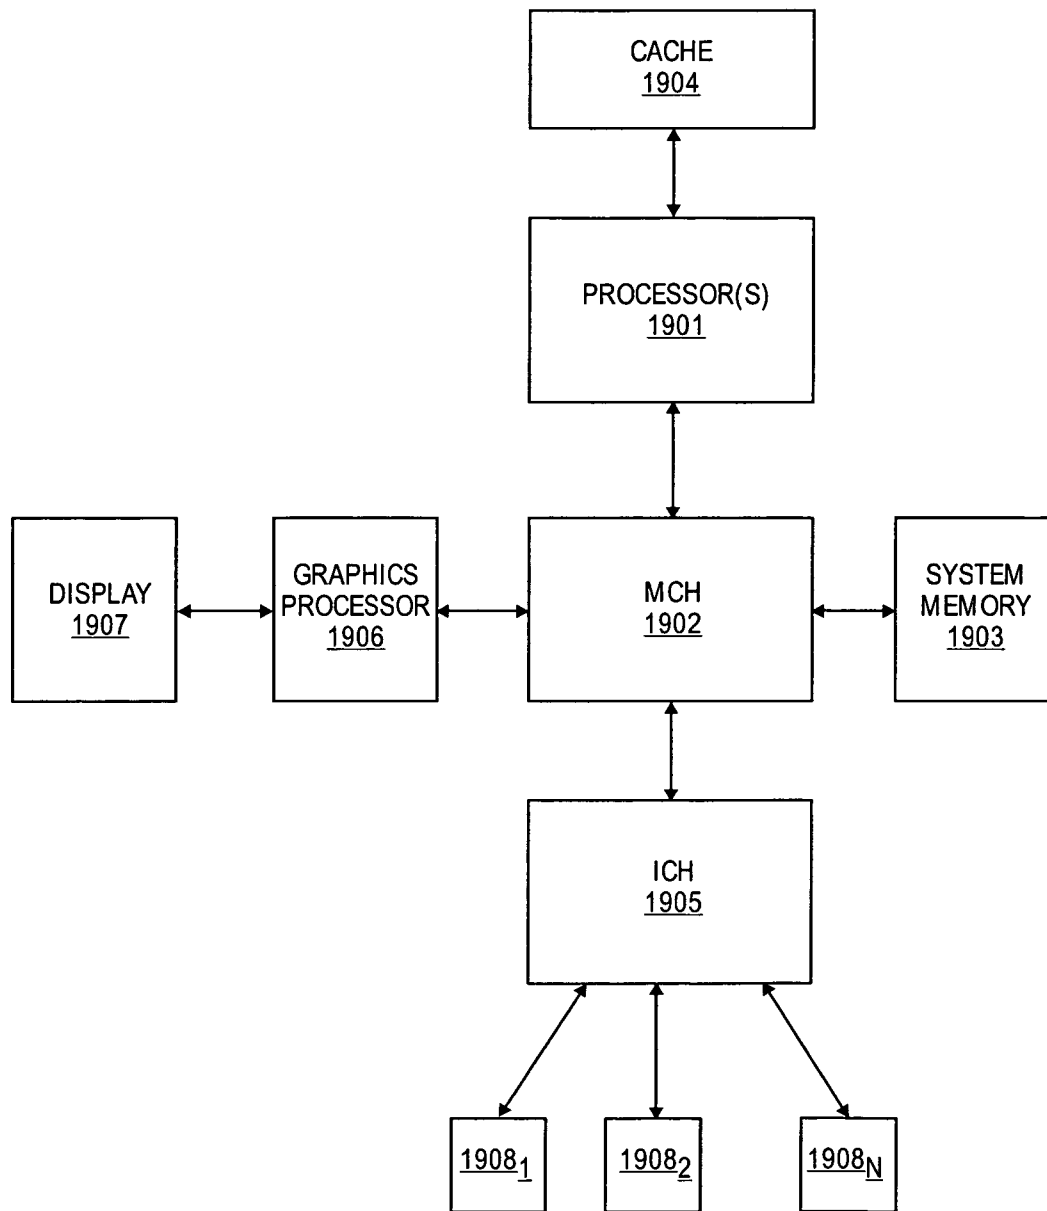 CACHE
1904
PROCESSOR(S)
1901
DISPLAY
1907
GRAPHICS
PROCESSOR
1906
MCH
1902
SYSTEM
MEMORY
1903
ICH
1905
1908₁
1908₂
1908N